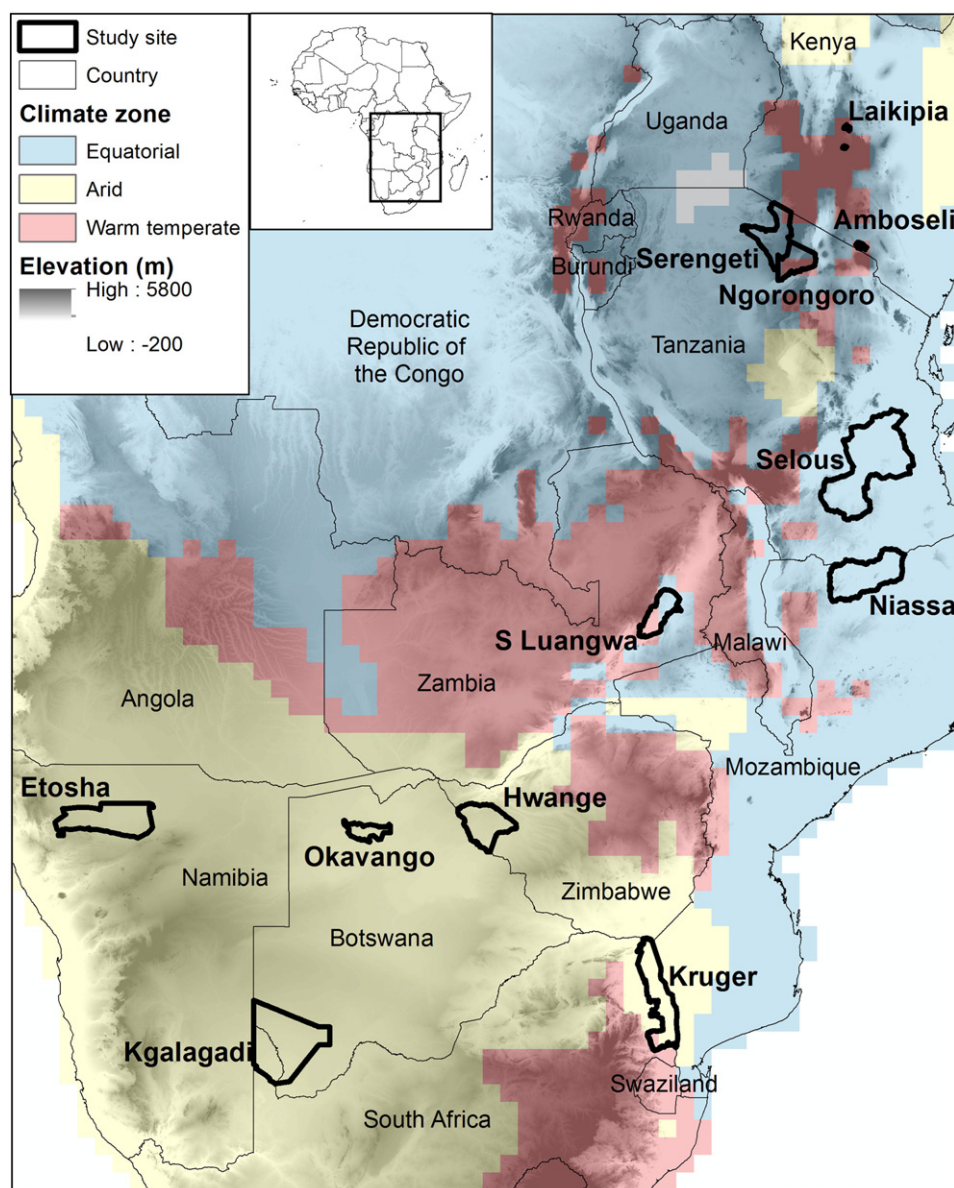 Study site
Country
Climate zone
Equatorial
Arid
Warm temperate
Elevation (m)
High : 5800
Low : -200
Kenya
Laikipia
Uganda
Rwanda
Amboseli
Burundi
Serengeti
Ngorongoro
Democratic
Republic of
the Congo
Tanzania
Selous
Niassa
S Luangwa
Malawi
Angola
Zambia
Mozambique
Etosha
Hwange
Okavango
Namibia
Zimbabwe
Botswana
Kruger
Kgalagadi
Swaziland
South Africa